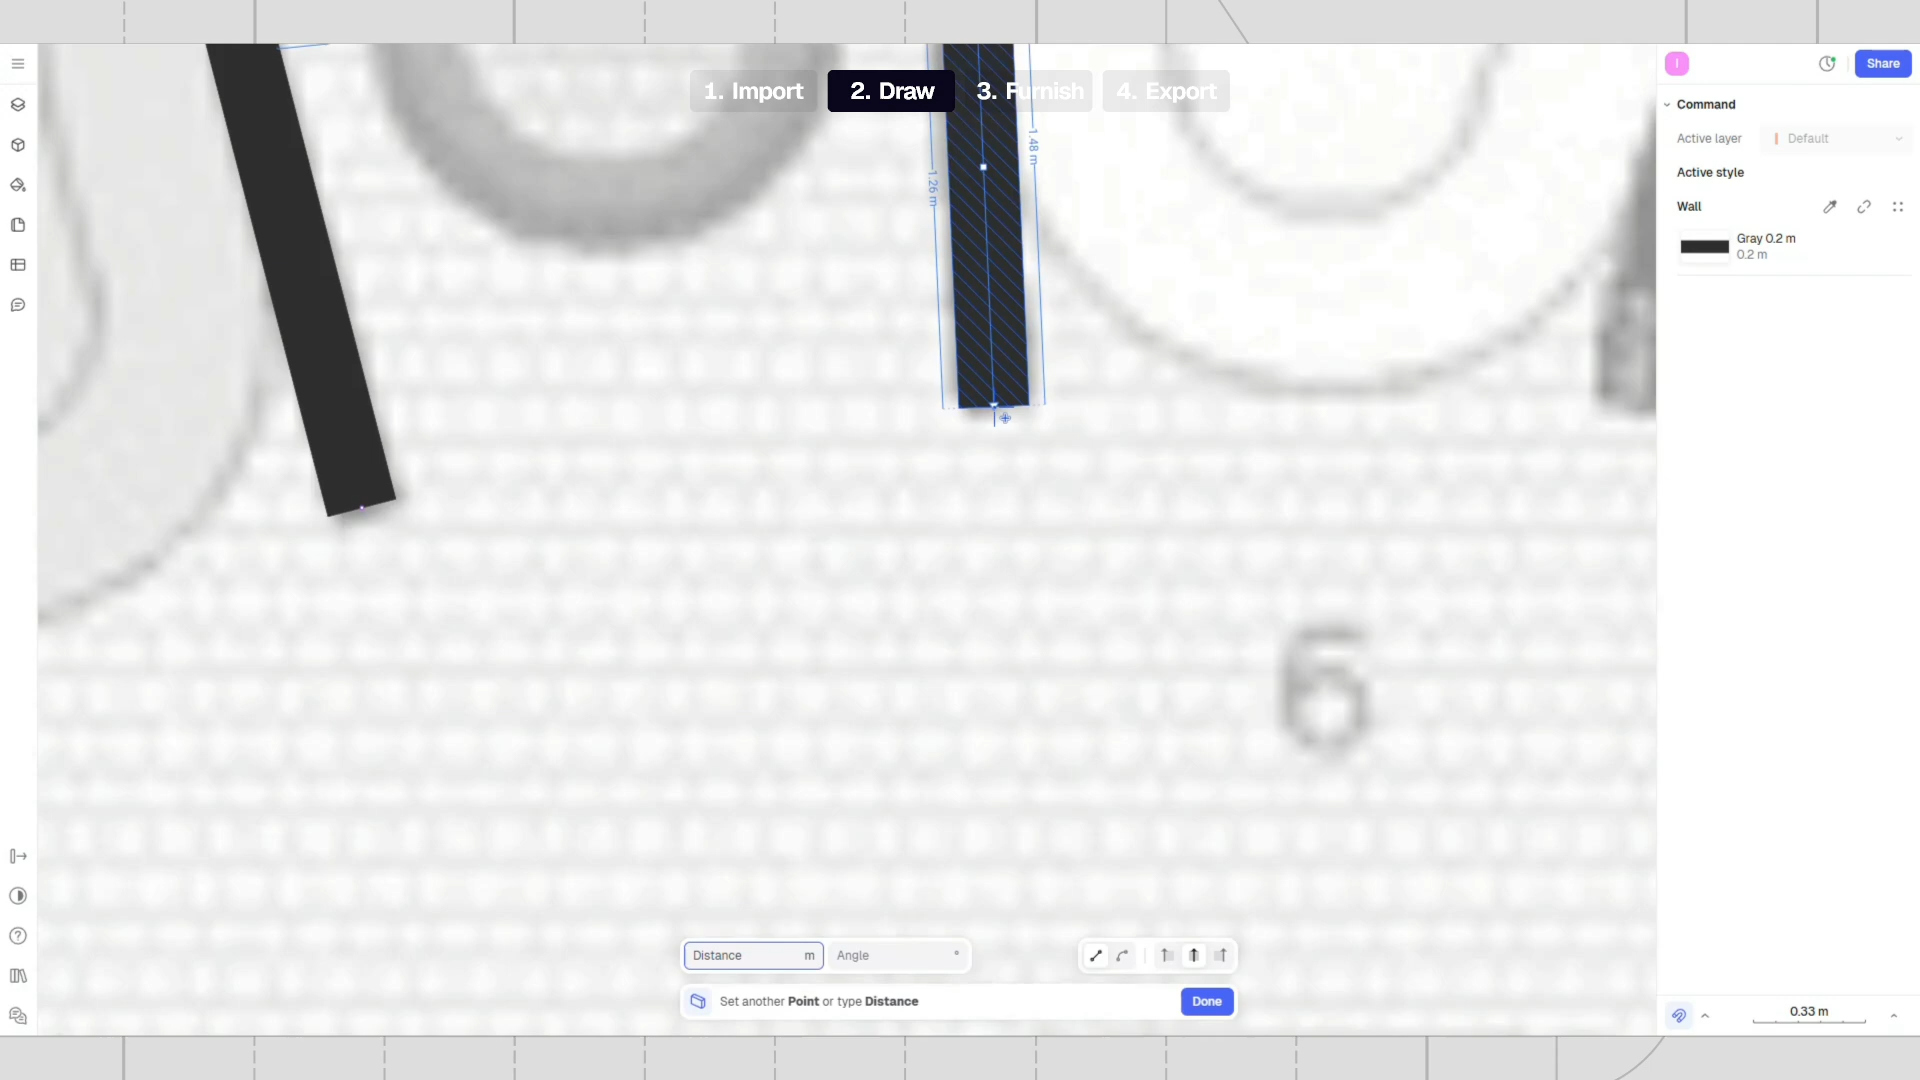 1. Import
2. Draw
3. Furnish
4. Export
I
Share
Command
Active layer
Default
Active style
Wall
Gray 0.2 m
0.2 m
1.26 m
1.48 m
6
Distance m
Angle °
Set another Point or type Distance
Done
0.33 m